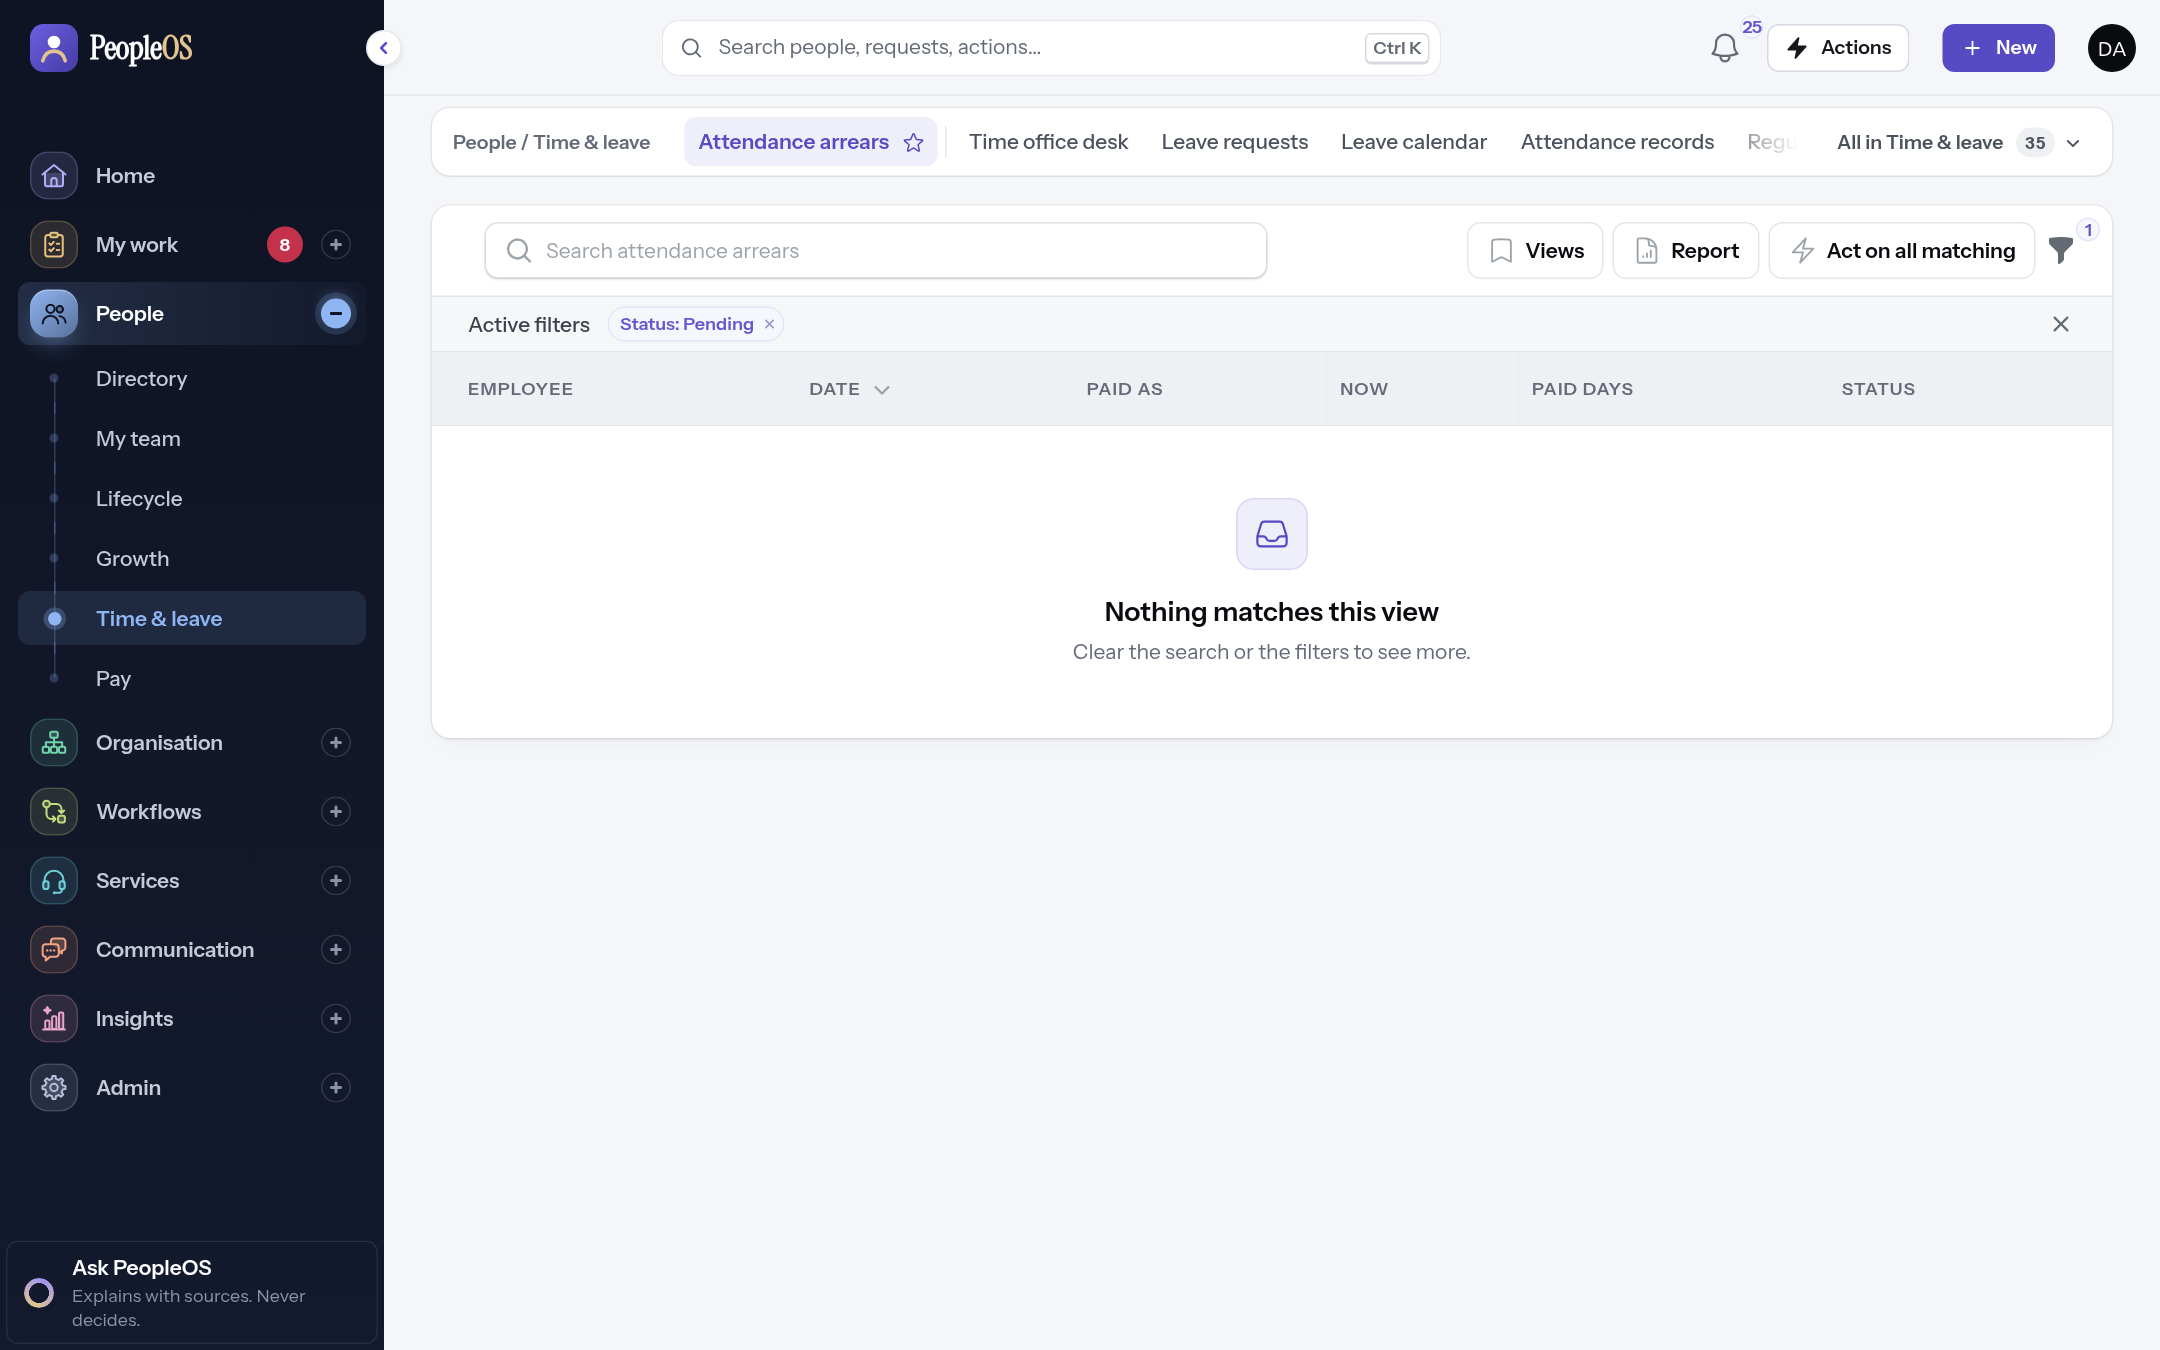 PeopleOS
Search people, requests, actions...
Ctrl K
25
Actions
New
DA
People / Time & leave
Attendance arrears
Time office desk
Leave requests
Leave calendar
Attendance records
Regu
All in Time & leave
35
Home
My work
8
People
Directory
My team
Lifecycle
Growth
Time & leave
Pay
Organisation
Workflows
Services
Communication
Insights
Admin
Ask PeopleOS
Explains with sources. Never
decides.
Search attendance arrears
Views
Report
Act on all matching
1
Active filters
Status: Pending
EMPLOYEE
DATE
PAID AS
NOW
PAID DAYS
STATUS
Nothing matches this view
Clear the search or the filters to see more.